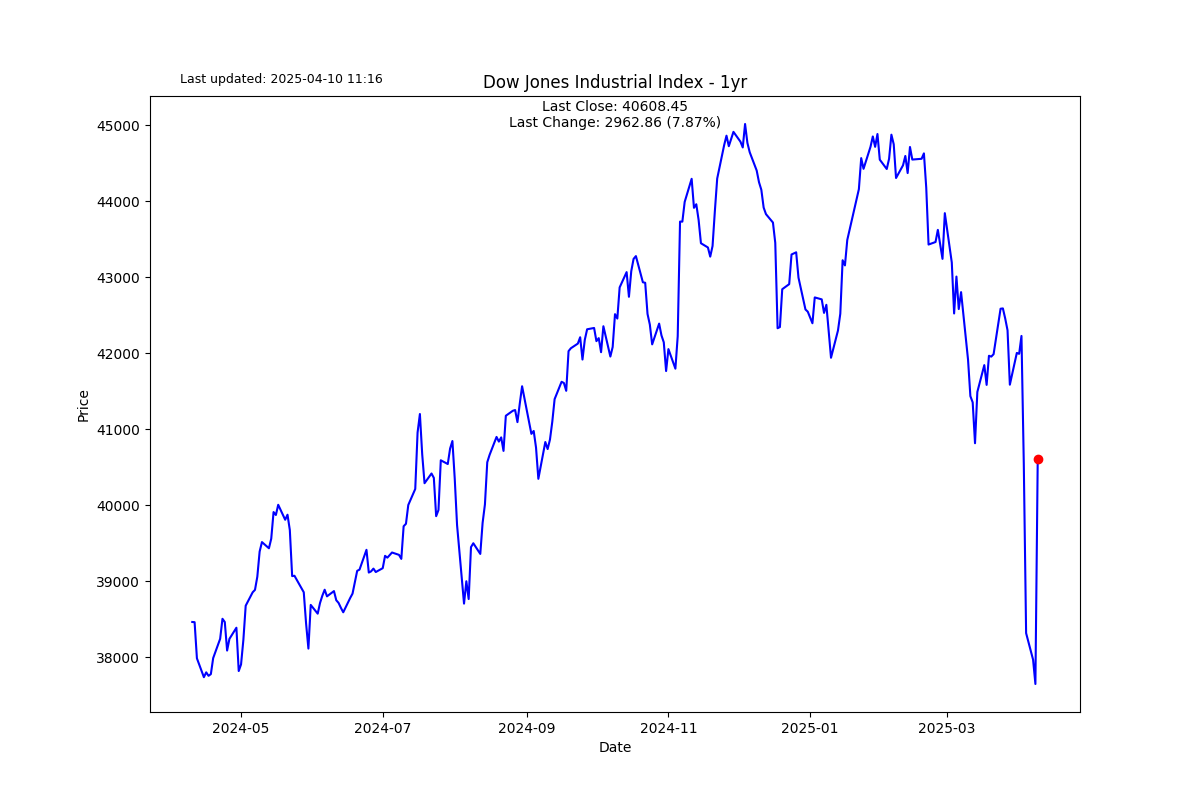 Last updated: 2025-04-10 11:16
Dow Jones Industrial Index - 1yr
Last Close: 40608.45
Last Change: 2962.86 (7.87%)
45000
44000
43000
42000
41000
40000
39000
38000
Price
2024-05
2024-07
2024-09
2024-11
2025-01
2025-03
Date